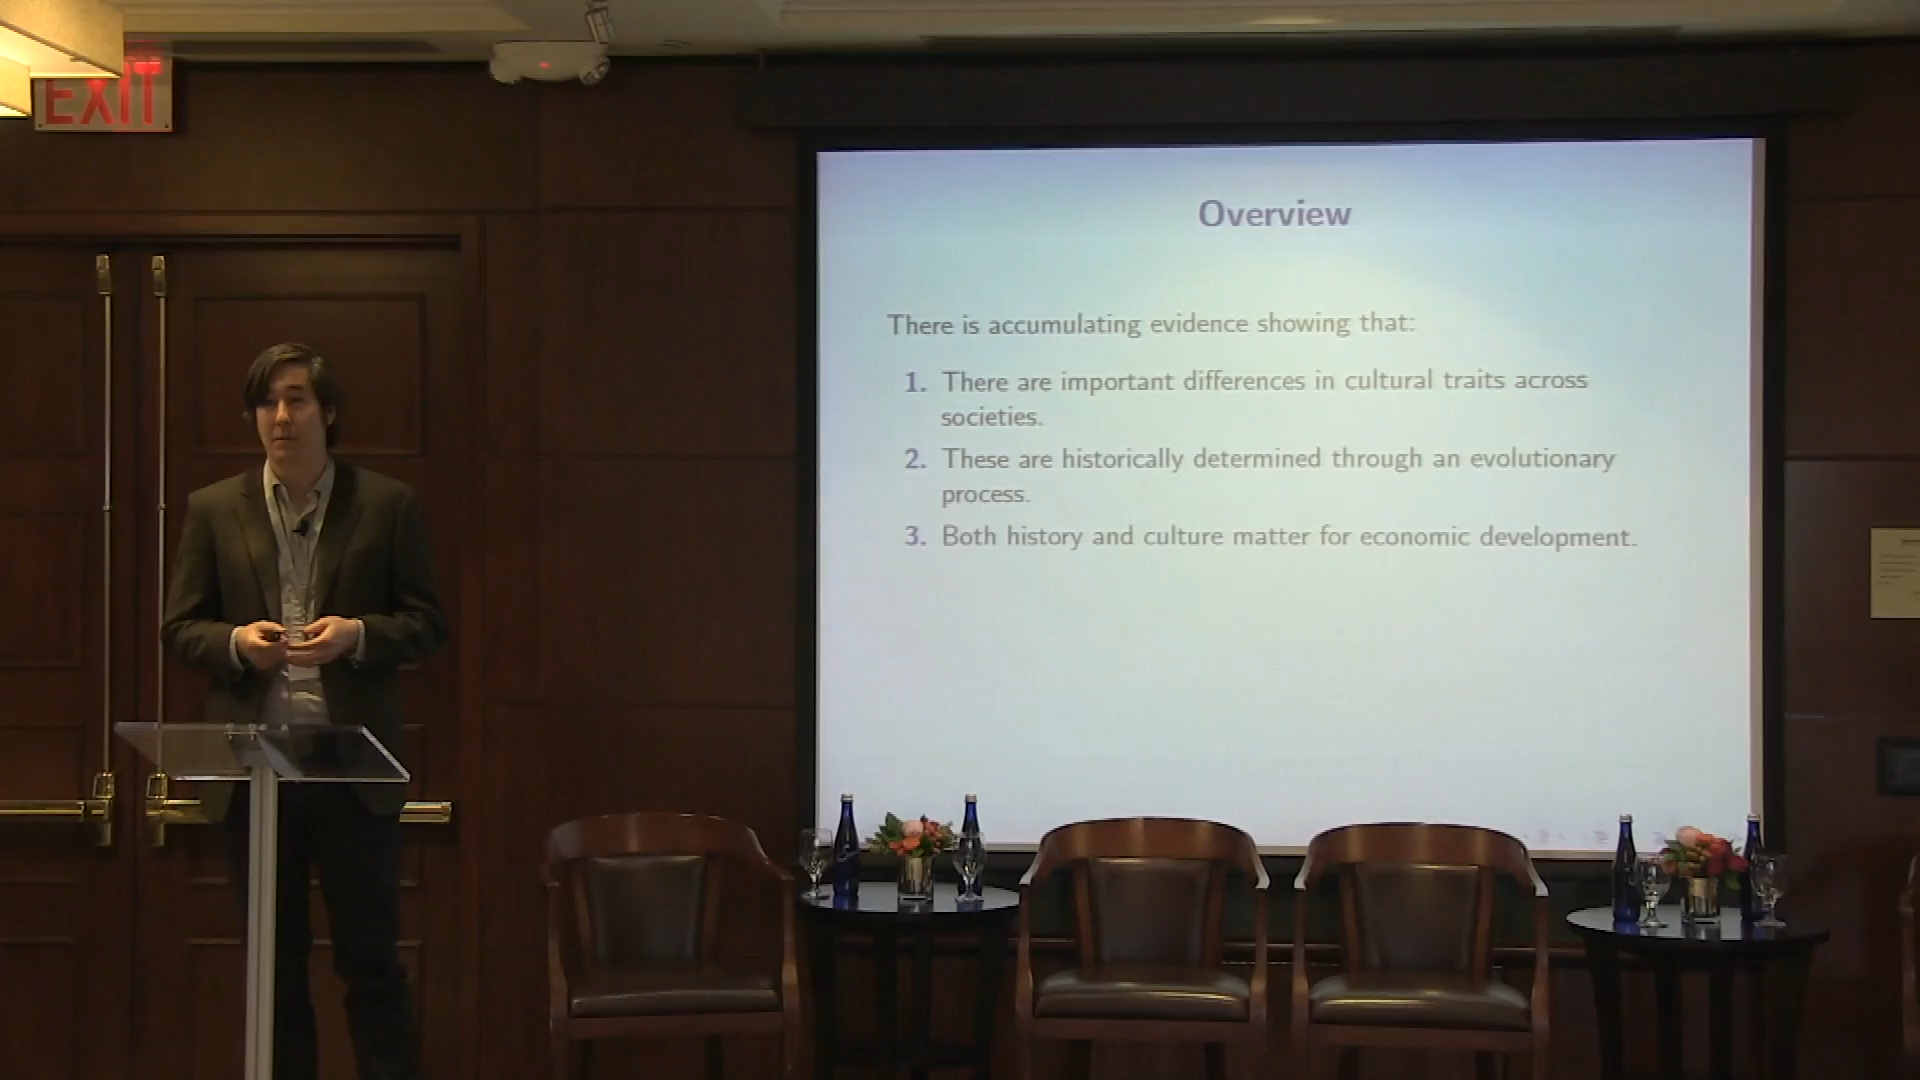 EXIT
Overview
There is accumulating evidence showing that:
1. There are important differences in cultural traits across
societies.
2. These are historically determined through an evolutionary
process.
3. Both history and culture matter for economic development.